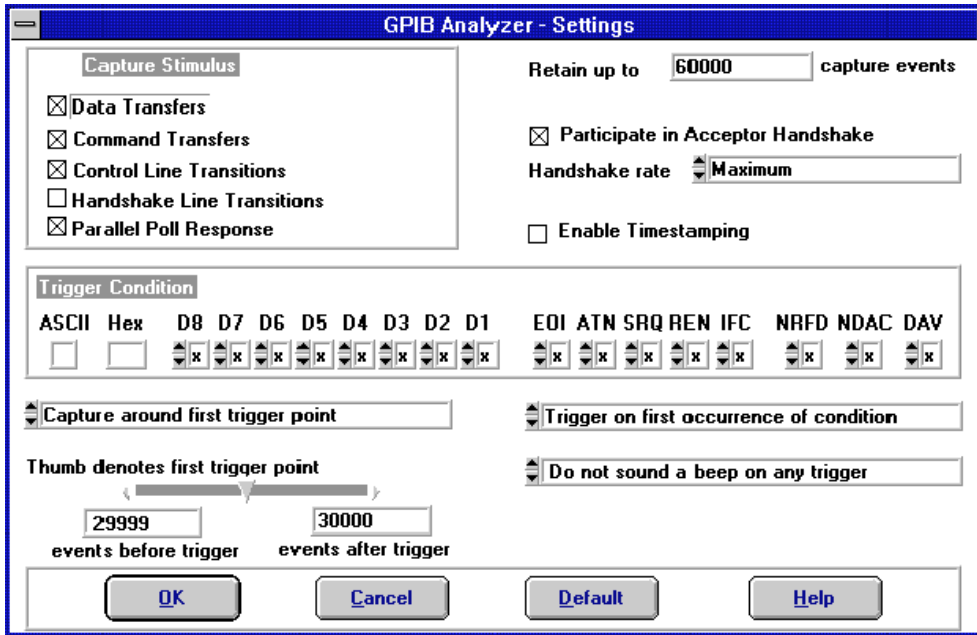 GPIB Analyzer - Settings
Capture Stimulus
Data Transfers
Command Transfers
Control Line Transitions
Handshake Line Transitions
Parallel Poll Response
Retain up to 60000 capture events
Participate in Acceptor Handshake
Handshake rate Maximum
Enable Timestamping
Trigger Condition
ASCII Hex D8 D7 D6 D5 D4 D3 D2 D1 EOI ATN SRQ REN IFC NRFD NDAC DAV
x x x x x x x x x x x x x x x x
Capture around first trigger point
Trigger on first occurrence of condition
Thumb denotes first trigger point
Do not sound a beep on any trigger
29999 30000
events before trigger events after trigger
OK Cancel Default Help